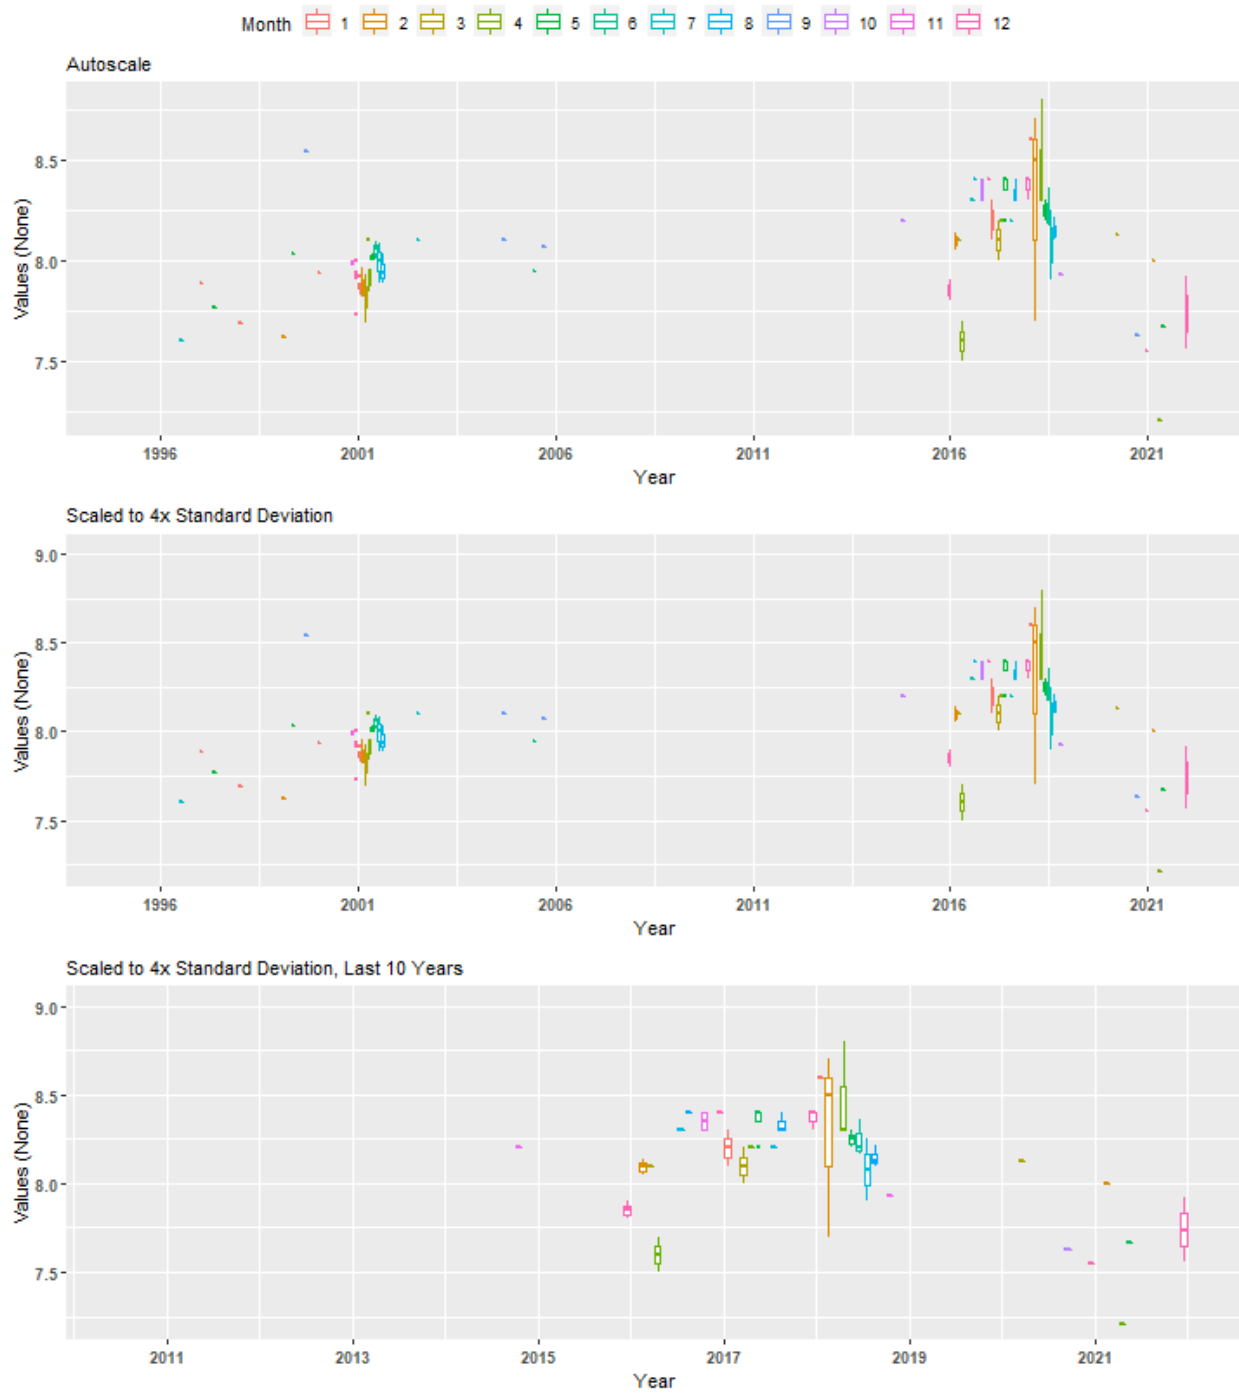 Month 1 2 3 4 5 6 7 8 9 10 11 12
Autoscale
8.5
8.0
7.5
Values (None)
1996 2001 2006 2011 2016 2021
Year
Scaled to 4x Standard Deviation
9.0
8.5
8.0
7.5
Values (None)
1996 2001 2006 2011 2016 2021
Year
Scaled to 4x Standard Deviation, Last 10 Years
9.0
8.5
8.0
7.5
Values (None)
2011 2013 2015 2017 2019 2021
Year